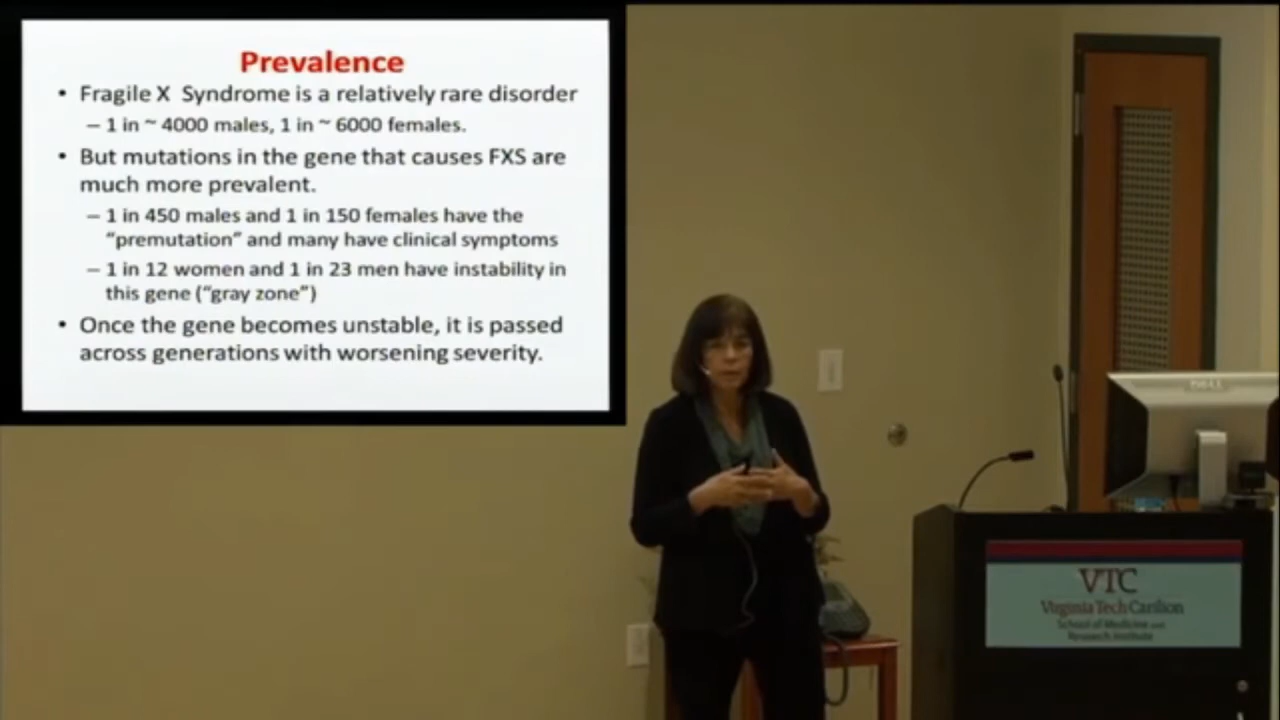 Prevalence
• Fragile X Syndrome is a relatively rare disorder
– 1 in ~ 4000 males, 1 in ~ 6000 females.
• But mutations in the gene that causes FXS are
much more prevalent.
– 1 in 450 males and 1 in 150 females have the
“premutation” and many have clinical symptoms
– 1 in 12 women and 1 in 23 men have instability in
this gene (“gray zone”)
• Once the gene becomes unstable, it is passed
across generations with worsening severity.
VTC
Virginia Tech Carilion
School of Medicine and
Research Institute